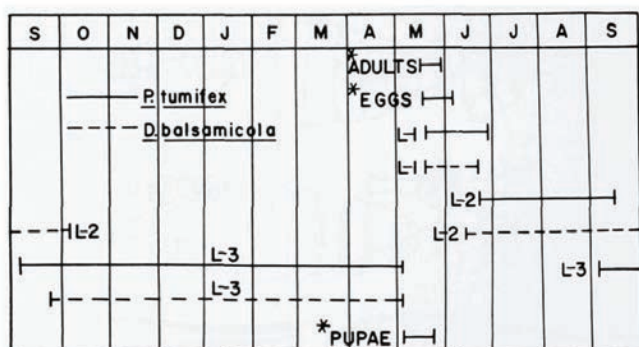 S O N D J F M A M J J A S
*ADULTS
*EGGS
P. tumifex
D. balsamicola
L-1
L-1
L-2
L-2 L-2
L-3 L-3
L-3
*PUPAE